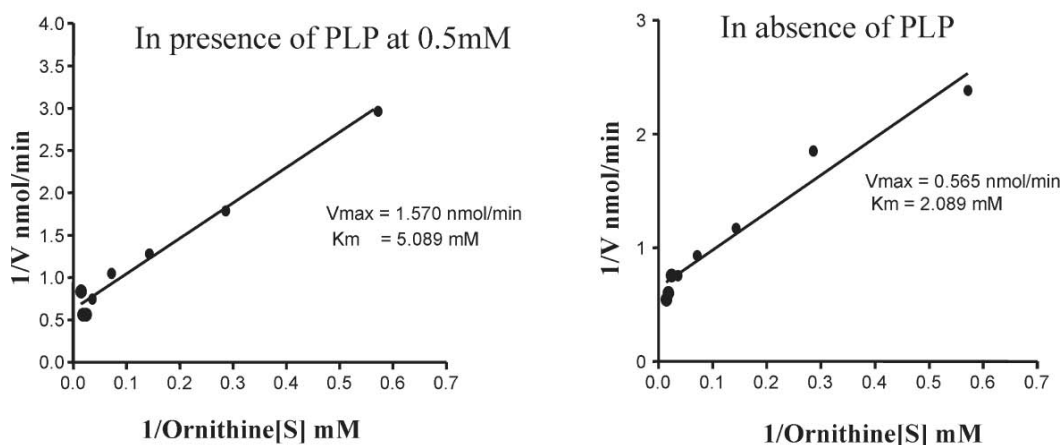 In presence of PLP at 0.5mM
1/V nmol/min
4.0
3.5
3.0
2.5
2.0
1.5
1.0
0.5
0.0
Vmax = 1.570 nmol/min
Km = 5.089 mM
0.0 0.1 0.2 0.3 0.4 0.5 0.6 0.7
1/Ornithine[S] mM
In absence of PLP
1/V nmol/min
3
2
1
0
Vmax = 0.565 nmol/min
Km = 2.089 mM
0.0 0.1 0.2 0.3 0.4 0.5 0.6 0.7
1/Ornithine[S] mM